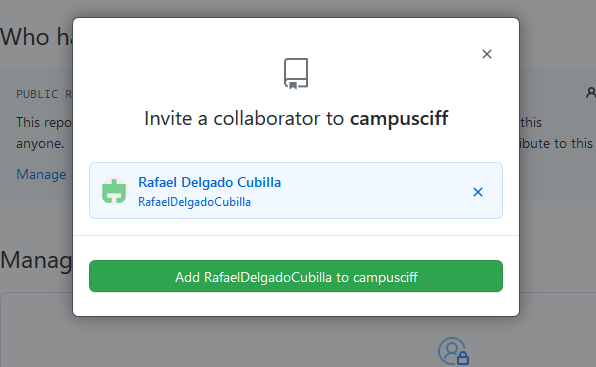 Who ha
PUBLIC R
This repo
this
anyone.
ibute to this
Manage
Invite a collaborator to campusciff
Rafael Delgado Cubilla
RafaelDelgadoCubilla
Add RafaelDelgadoCubilla to campusciff
Manag